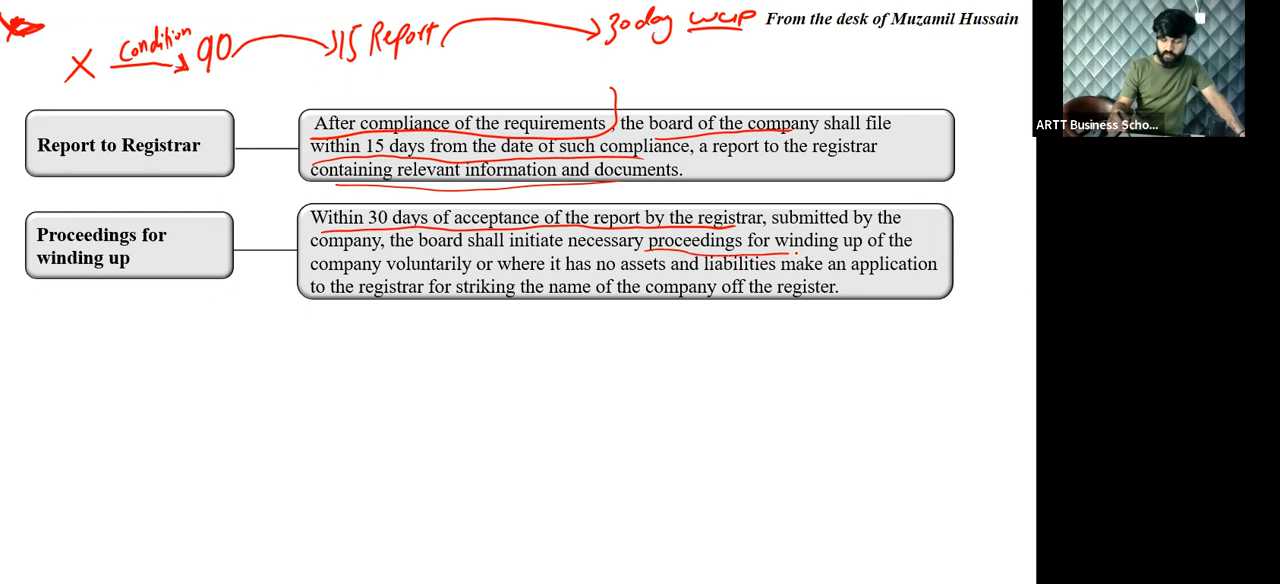 X Condition 90 15 Report 30 day WUP
From the desk of Muzamil Hussain
ARTT Business Scho...
Report to Registrar
After compliance of the requirements, the board of the company shall file
within 15 days from the date of such compliance, a report to the registrar
containing relevant information and documents.
Proceedings for
winding up
Within 30 days of acceptance of the report by the registrar, submitted by the
company, the board shall initiate necessary proceedings for winding up of the
company voluntarily or where it has no assets and liabilities make an application
to the registrar for striking the name of the company off the register.